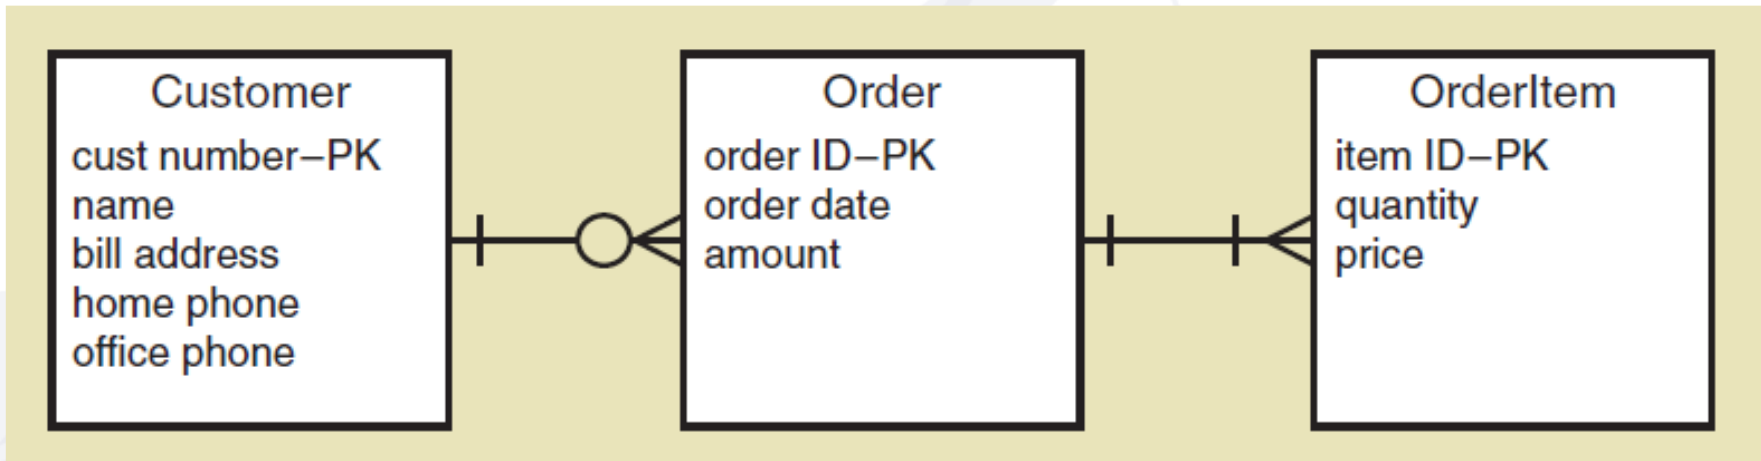 Customer
cust number–PK
name
bill address
home phone
office phone
Order
order ID–PK
order date
amount
OrderItem
item ID–PK
quantity
price